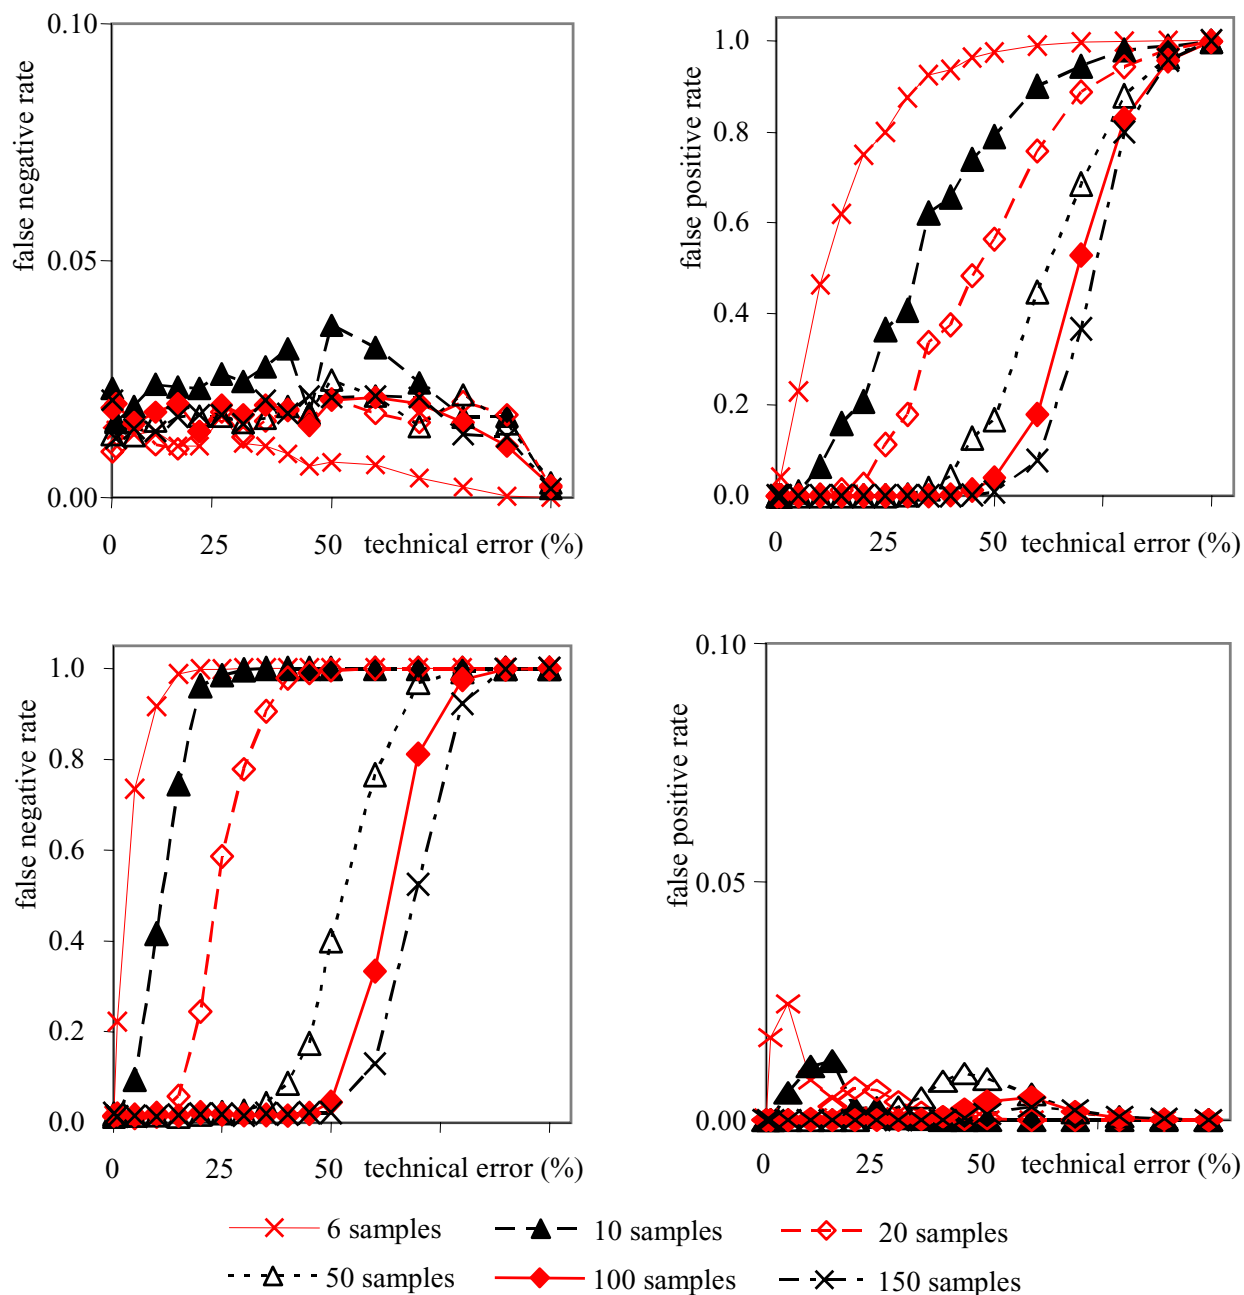 0.10
0.05
0.00
false negative rate
0 25 50 technical error (%)
1.0
0.8
0.6
0.4
0.2
0.0
false positive rate
0 25 50 technical error (%)
1.0
0.8
0.6
0.4
0.2
0.0
false negative rate
0 25 50 technical error (%)
0.10
0.05
0.00
false positive rate
0 25 50 technical error (%)
6 samples 10 samples 20 samples
50 samples 100 samples 150 samples